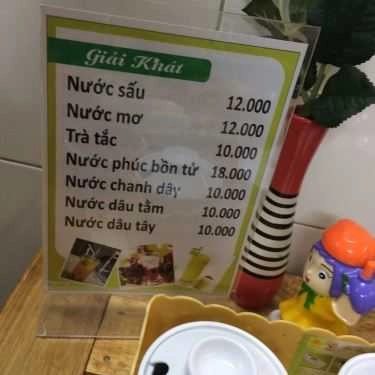 Giải Khát
Nước sấu 12.000
Nước mơ 12.000
Trà tắc 10.000
Nước phúc bồn tử 18.000
Nước chanh dây 10.000
Nước dâu tằm 10.000
Nước dâu tây 10.000